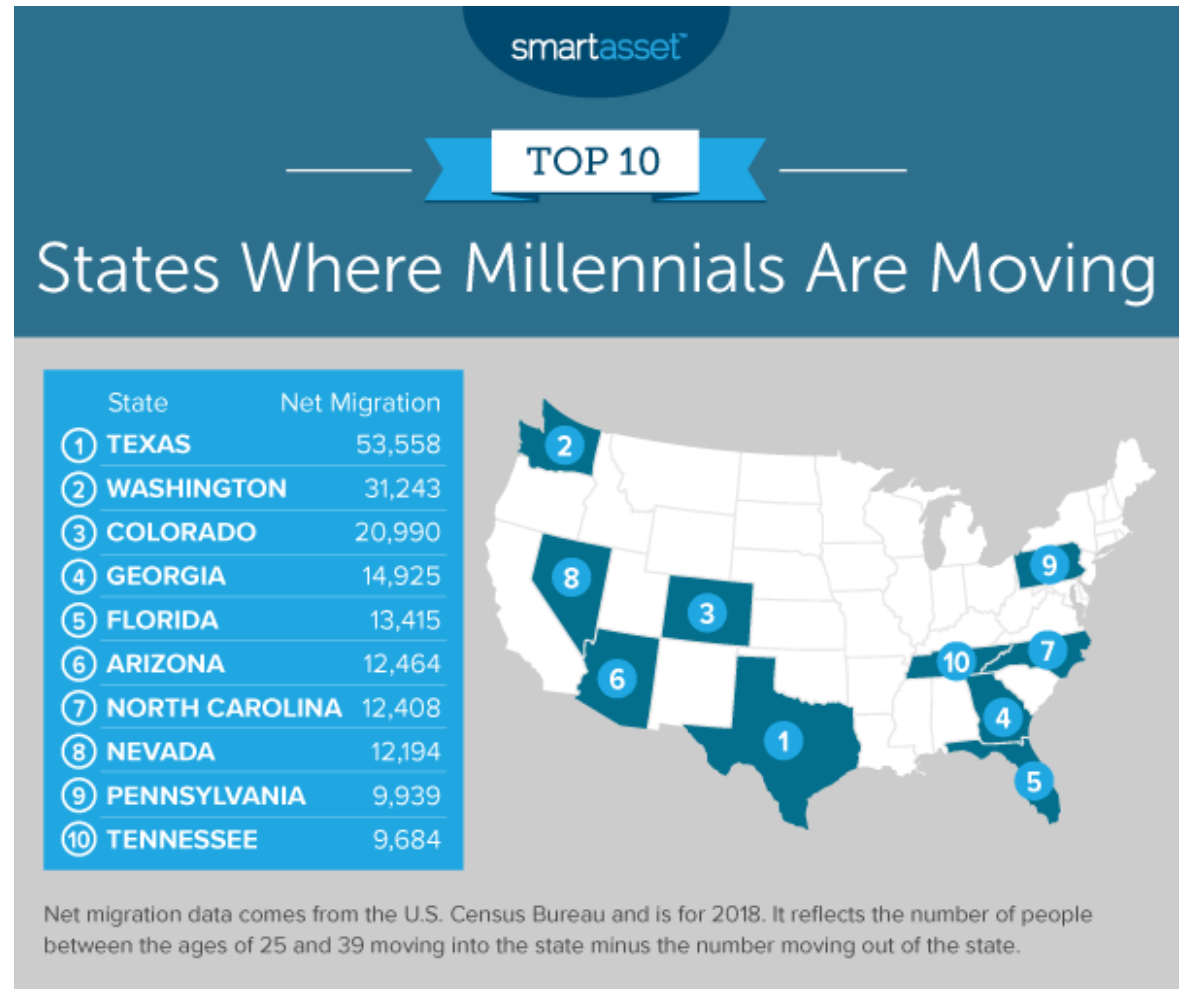 smartasset™
TOP 10
States Where Millennials Are Moving
State Net Migration
1 TEXAS 53,558
2 WASHINGTON 31,243
3 COLORADO 20,990
4 GEORGIA 14,925
5 FLORIDA 13,415
6 ARIZONA 12,464
7 NORTH CAROLINA 12,408
8 NEVADA 12,194
9 PENNSYLVANIA 9,939
10 TENNESSEE 9,684
2
9
8
3
7
10
6
4
1
5
Net migration data comes from the U.S. Census Bureau and is for 2018. It reflects the number of people
between the ages of 25 and 39 moving into the state minus the number moving out of the state.